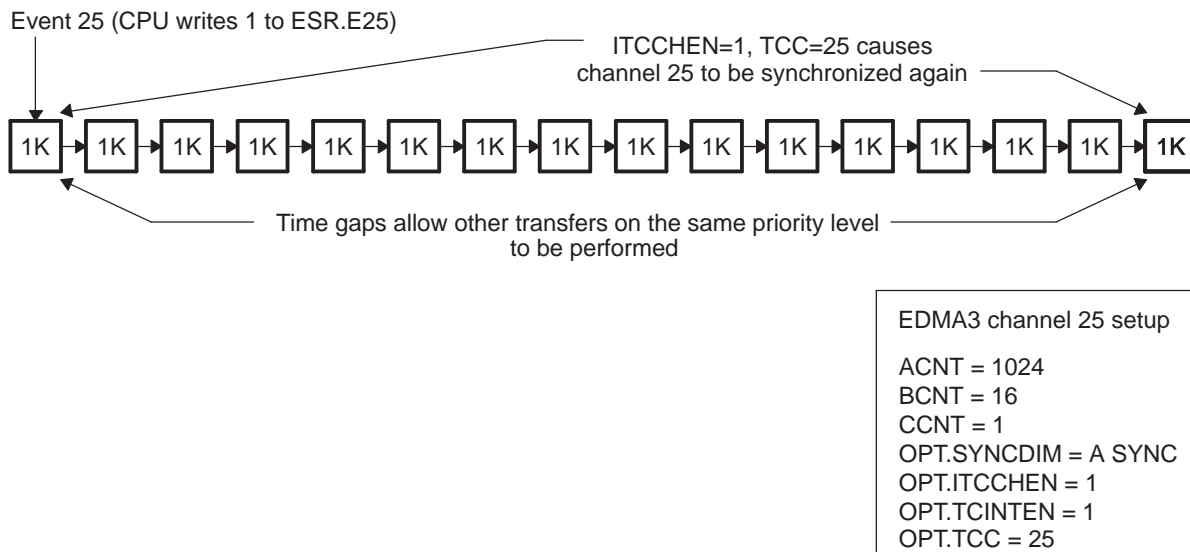 Event 25 (CPU writes 1 to ESR.E25)
ITCCHEN=1, TCC=25 causes
channel 25 to be synchronized again
1K 1K 1K 1K 1K 1K 1K 1K 1K 1K 1K 1K 1K 1K 1K 1K
Time gaps allow other transfers on the same priority level
to be performed
EDMA3 channel 25 setup
ACNT = 1024
BCNT = 16
CCNT = 1
OPT.SYNCDIM = A SYNC
OPT.ITCCHEN = 1
OPT.TCINTEN = 1
OPT.TCC = 25